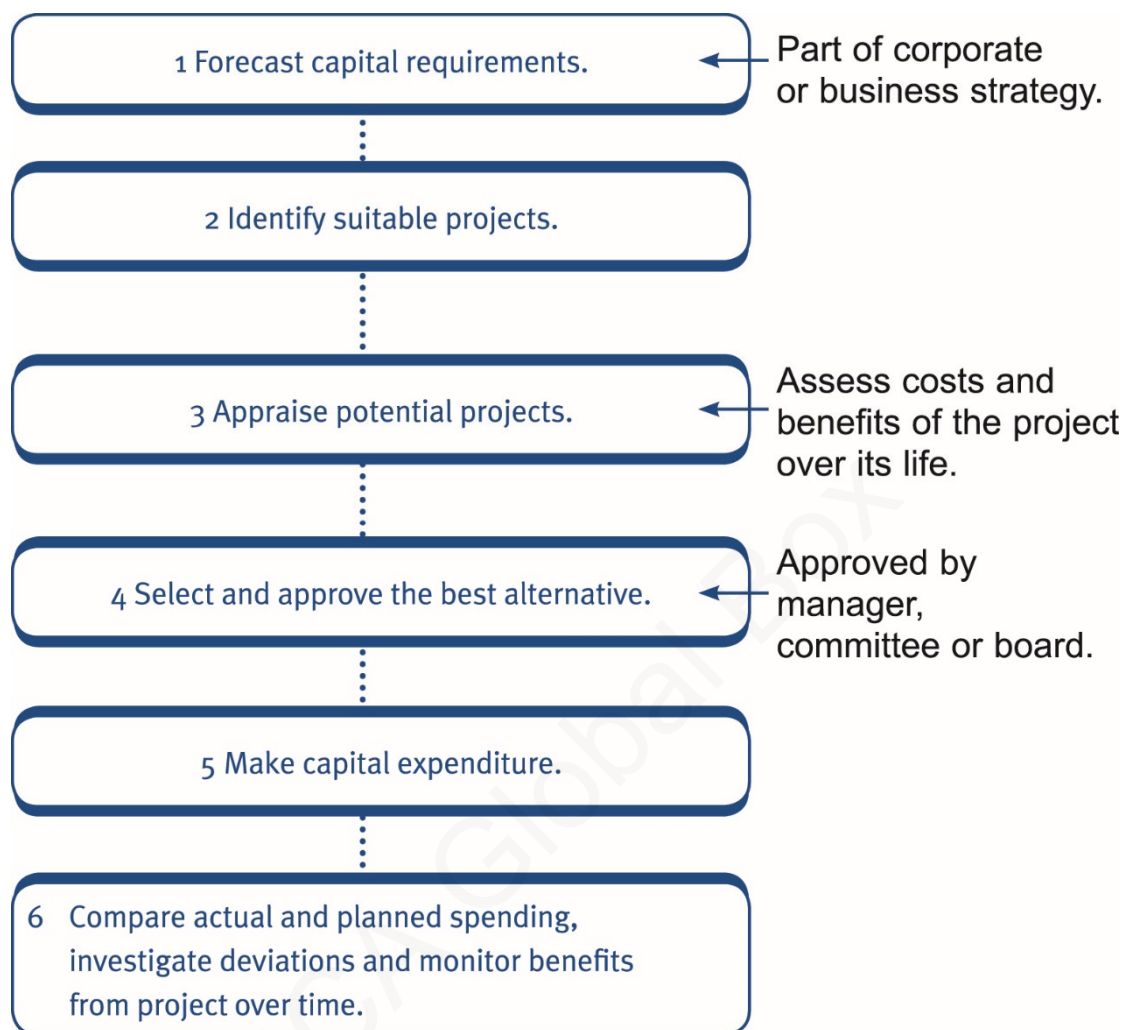 1 Forecast capital requirements.
Part of corporate
or business strategy.
2 Identify suitable projects.
3 Appraise potential projects.
Assess costs and
benefits of the project
over its life.
4 Select and approve the best alternative.
Approved by
manager,
committee or board.
5 Make capital expenditure.
6 Compare actual and planned spending,
investigate deviations and monitor benefits
from project over time.
CA Global Box